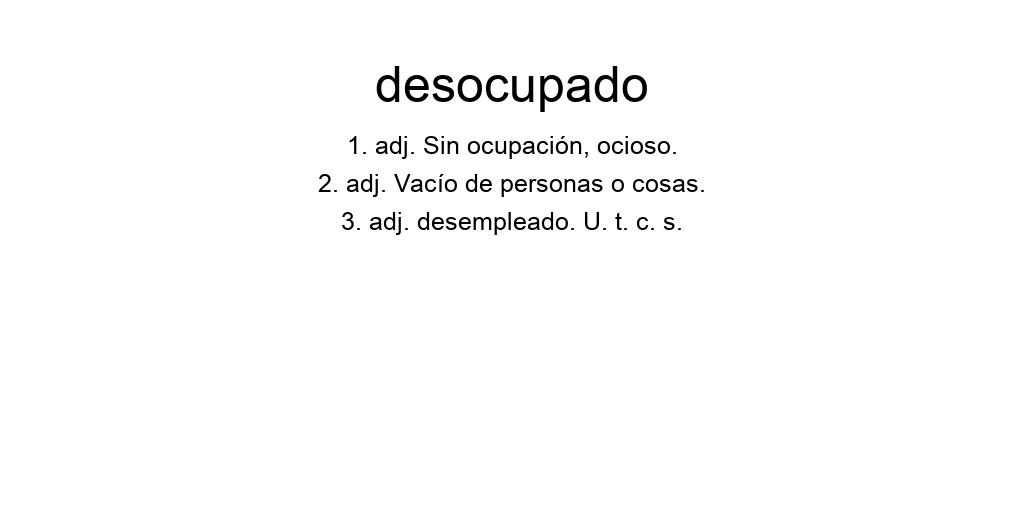 desocupado
1. adj. Sin ocupación, ocioso.
2. adj. Vacío de personas o cosas.
3. adj. desempleado. U. t. c. s.